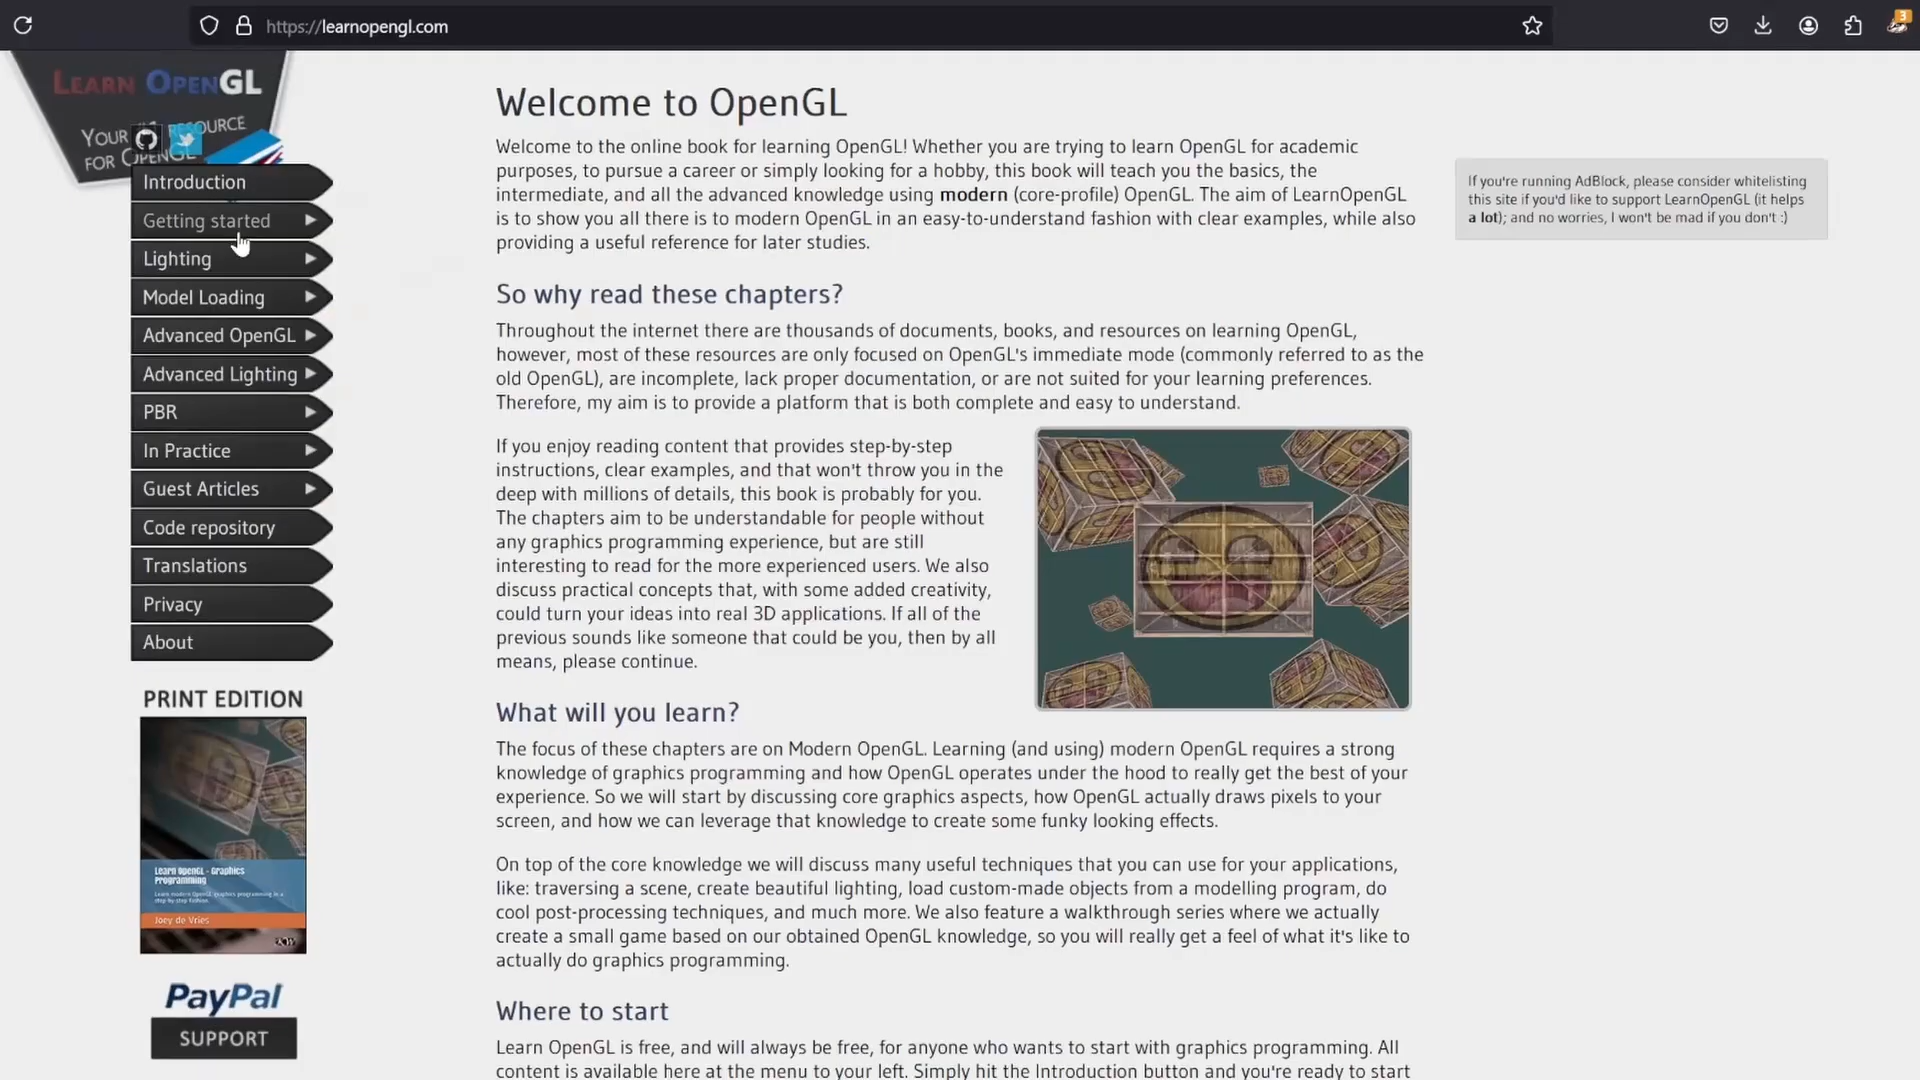 https://learnopengl.com
3
LEARN OPENGL
YOUR #1 RESOURCE
FOR OPENGL
Introduction
Getting started
Lighting
Model Loading
Advanced OpenGL
Advanced Lighting
PBR
In Practice
Guest Articles
Code repository
Translations
Privacy
About
PRINT EDITION
Learn OpenGL - Graphics
Programming
Learn modern OpenGL graphics programming in a
step-by-step fashion.
Joey de Vries
PayPal
SUPPORT
Welcome to OpenGL
Welcome to the online book for learning OpenGL! Whether you are trying to learn OpenGL for academic
purposes, to pursue a career or simply looking for a hobby, this book will teach you the basics, the
intermediate, and all the advanced knowledge using modern (core-profile) OpenGL. The aim of LearnOpenGL
is to show you all there is to modern OpenGL in an easy-to-understand fashion with clear examples, while also
providing a useful reference for later studies.
So why read these chapters?
Throughout the internet there are thousands of documents, books, and resources on learning OpenGL,
however, most of these resources are only focused on OpenGL's immediate mode (commonly referred to as the
old OpenGL), are incomplete, lack proper documentation, or are not suited for your learning preferences.
Therefore, my aim is to provide a platform that is both complete and easy to understand.
If you enjoy reading content that provides step-by-step
instructions, clear examples, and that won't throw you in the
deep with millions of details, this book is probably for you.
The chapters aim to be understandable for people without
any graphics programming experience, but are still
interesting to read for the more experienced users. We also
discuss practical concepts that, with some added creativity,
could turn your ideas into real 3D applications. If all of the
previous sounds like someone that could be you, then by all
means, please continue.
What will you learn?
The focus of these chapters are on Modern OpenGL. Learning (and using) modern OpenGL requires a strong
knowledge of graphics programming and how OpenGL operates under the hood to really get the best of your
experience. So we will start by discussing core graphics aspects, how OpenGL actually draws pixels to your
screen, and how we can leverage that knowledge to create some funky looking effects.
On top of the core knowledge we will discuss many useful techniques that you can use for your applications,
like: traversing a scene, create beautiful lighting, load custom-made objects from a modelling program, do
cool post-processing techniques, and much more. We also feature a walkthrough series where we actually
create a small game based on our obtained OpenGL knowledge, so you will really get a feel of what it's like to
actually do graphics programming.
Where to start
Learn OpenGL is free, and will always be free, for anyone who wants to start with graphics programming. All
content is available here at the menu to your left. Simply hit the Introduction button and you're ready to start
If you're running AdBlock, please consider whitelisting
this site if you'd like to support LearnOpenGL (it helps
a lot); and no worries, I won't be mad if you don't :)